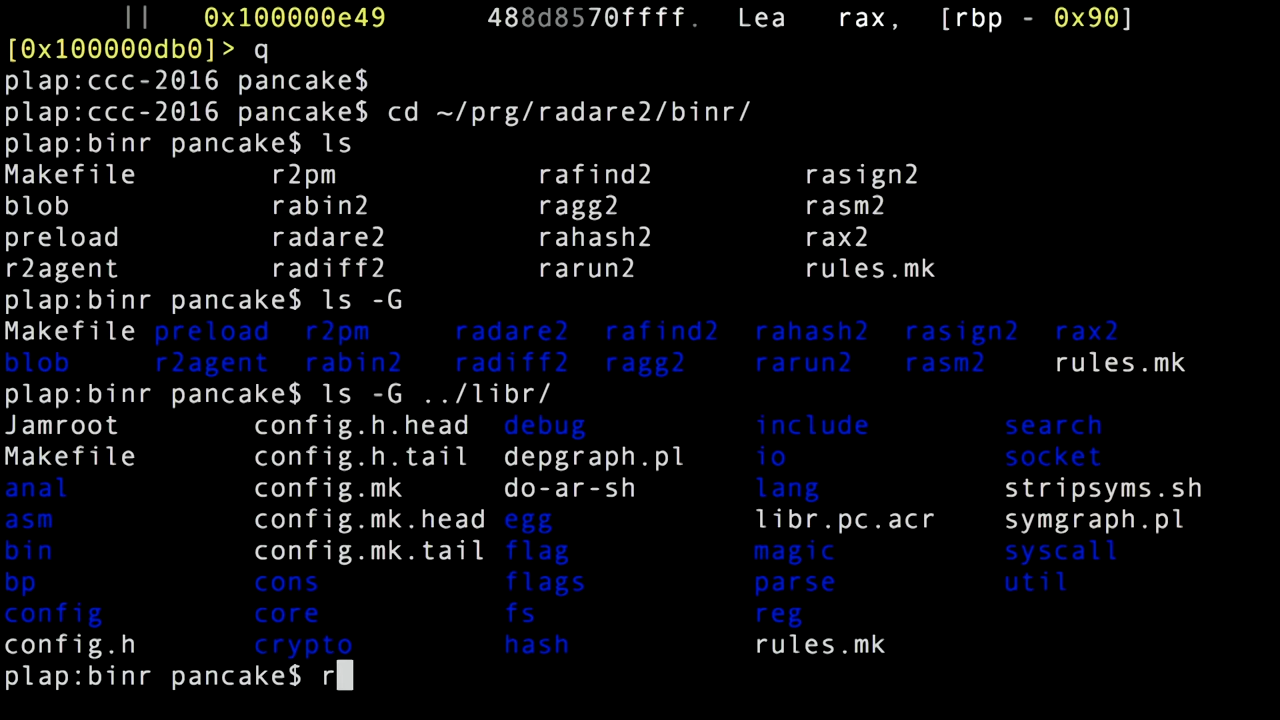 || 0x100000e49 488d8570ffff. Lea rax, [rbp - 0x90]
[0x100000db0]> q
plap:ccc-2016 pancake$
plap:ccc-2016 pancake$ cd ~/prg/radare2/binr/
plap:binr pancake$ ls
Makefile r2pm rafind2 rasign2
blob rabin2 ragg2 rasm2
preload radare2 rahash2 rax2
r2agent radiff2 rarun2 rules.mk
plap:binr pancake$ ls -G
Makefile preload r2pm radare2 rafind2 rahash2 rasign2 rax2
blob r2agent rabin2 radiff2 ragg2 rarun2 rasm2 rules.mk
plap:binr pancake$ ls -G ../libr/
Jamroot config.h.head debug include search
Makefile config.h.tail depgraph.pl io socket
anal config.mk do-ar-sh lang stripsyms.sh
asm config.mk.head egg libr.pc.acr symgraph.pl
bin config.mk.tail flag magic syscall
bp cons flags parse util
config core fs reg
config.h crypto hash rules.mk
plap:binr pancake$ r